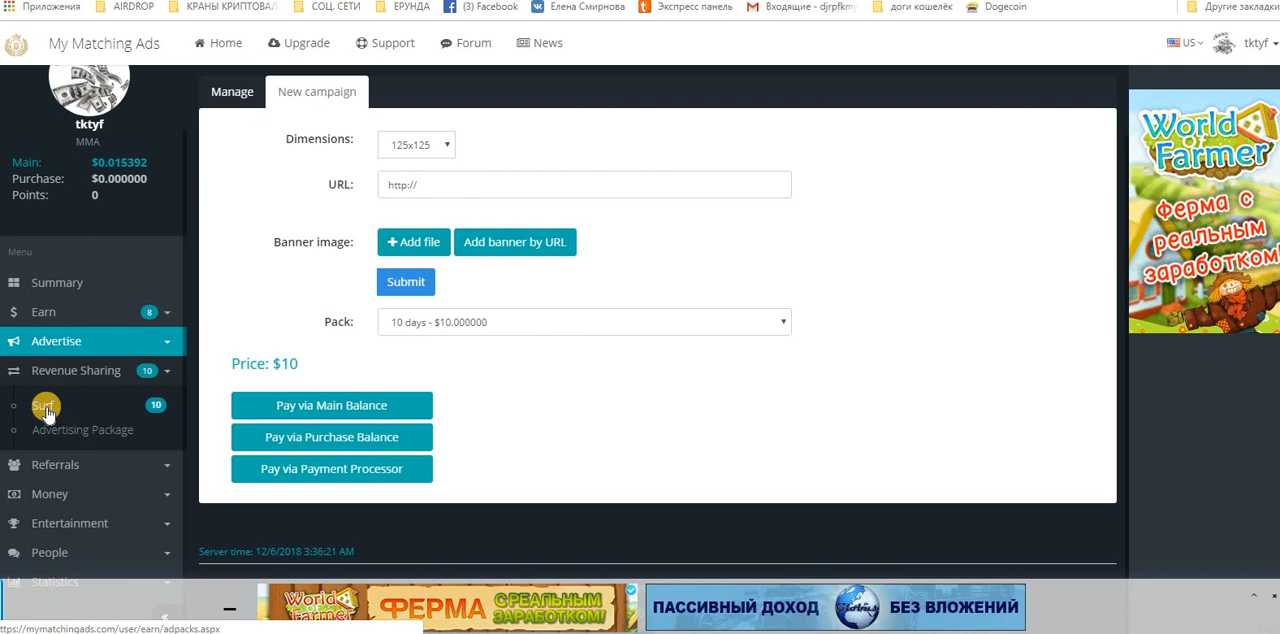 Приложения AIRDROP КРАНЫ КРИПТОВАЛ СОЦ. СЕТИ ЕРУНДА (3) Facebook Елена Смирнова Экспресс панель Входящие - djrpfkm доги кошелёк Dogecoin Другие закладки
My Matching Ads Home Upgrade Support Forum News US tktyf
tktyf
MMA
Main: $0.015392
Purchase: $0.000000
Points: 0
Menu
Summary
Earn 8
Advertise
Revenue Sharing 10
Surf 10
Advertising Package
Referrals
Money
Entertainment
People
Statistics
Manage New campaign
Dimensions: 125x125
URL: http://
Banner image: Add file Add banner by URL
Submit
Pack: 10 days - $10.000000
Price: $10
Pay via Main Balance
Pay via Purchase Balance
Pay via Payment Processor
Server time: 12/6/2018 3:36:21 AM
World of Farmer
Ферма с
реальным
заработком!
World of Farmer ФЕРМА С РЕАЛЬНЫМ ЗАРАБОТКОМ!
ПАССИВНЫЙ ДОХОД Globus БЕЗ ВЛОЖЕНИЙ
ttps://mymatchingads.com/user/earn/adpacks.aspx